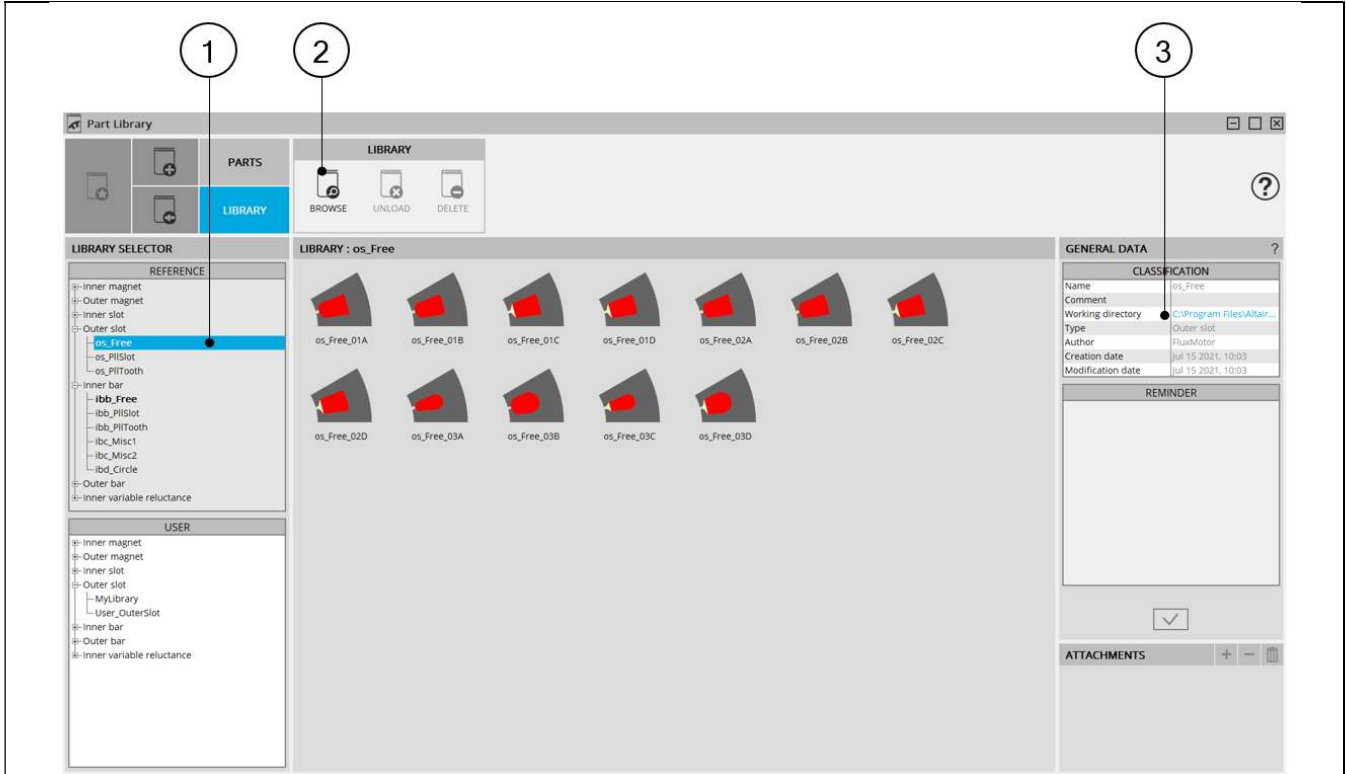 1
2
3
Part Library
PARTS
LIBRARY
LIBRARY
BROWSE
UNLOAD
DELETE
?
LIBRARY SELECTOR
REFERENCE
Inner magnet
Outer magnet
Inner slot
Outer slot
os_Free
os_PllSlot
os_PllTooth
Inner bar
ibb_Free
ibb_PllSlot
ibb_PllTooth
ibc_Misc1
ibc_Misc2
ibd_Circle
Outer bar
Inner variable reluctance
USER
Inner magnet
Outer magnet
Inner slot
Outer slot
MyLibrary
User_OuterSlot
Inner bar
Outer bar
Inner variable reluctance
LIBRARY : os_Free
os_Free_01A os_Free_01B os_Free_01C os_Free_01D os_Free_02A os_Free_02B os_Free_02C
os_Free_02D os_Free_03A os_Free_03B os_Free_03C os_Free_03D
GENERAL DATA ?
CLASSIFICATION
Name os_Free
Comment
Working directory C:\Program Files\Altair...
Type Outer slot
Author FluxMotor
Creation date Jul 15 2021, 10:03
Modification date Jul 15 2021, 10:03
REMINDER
ATTACHMENTS